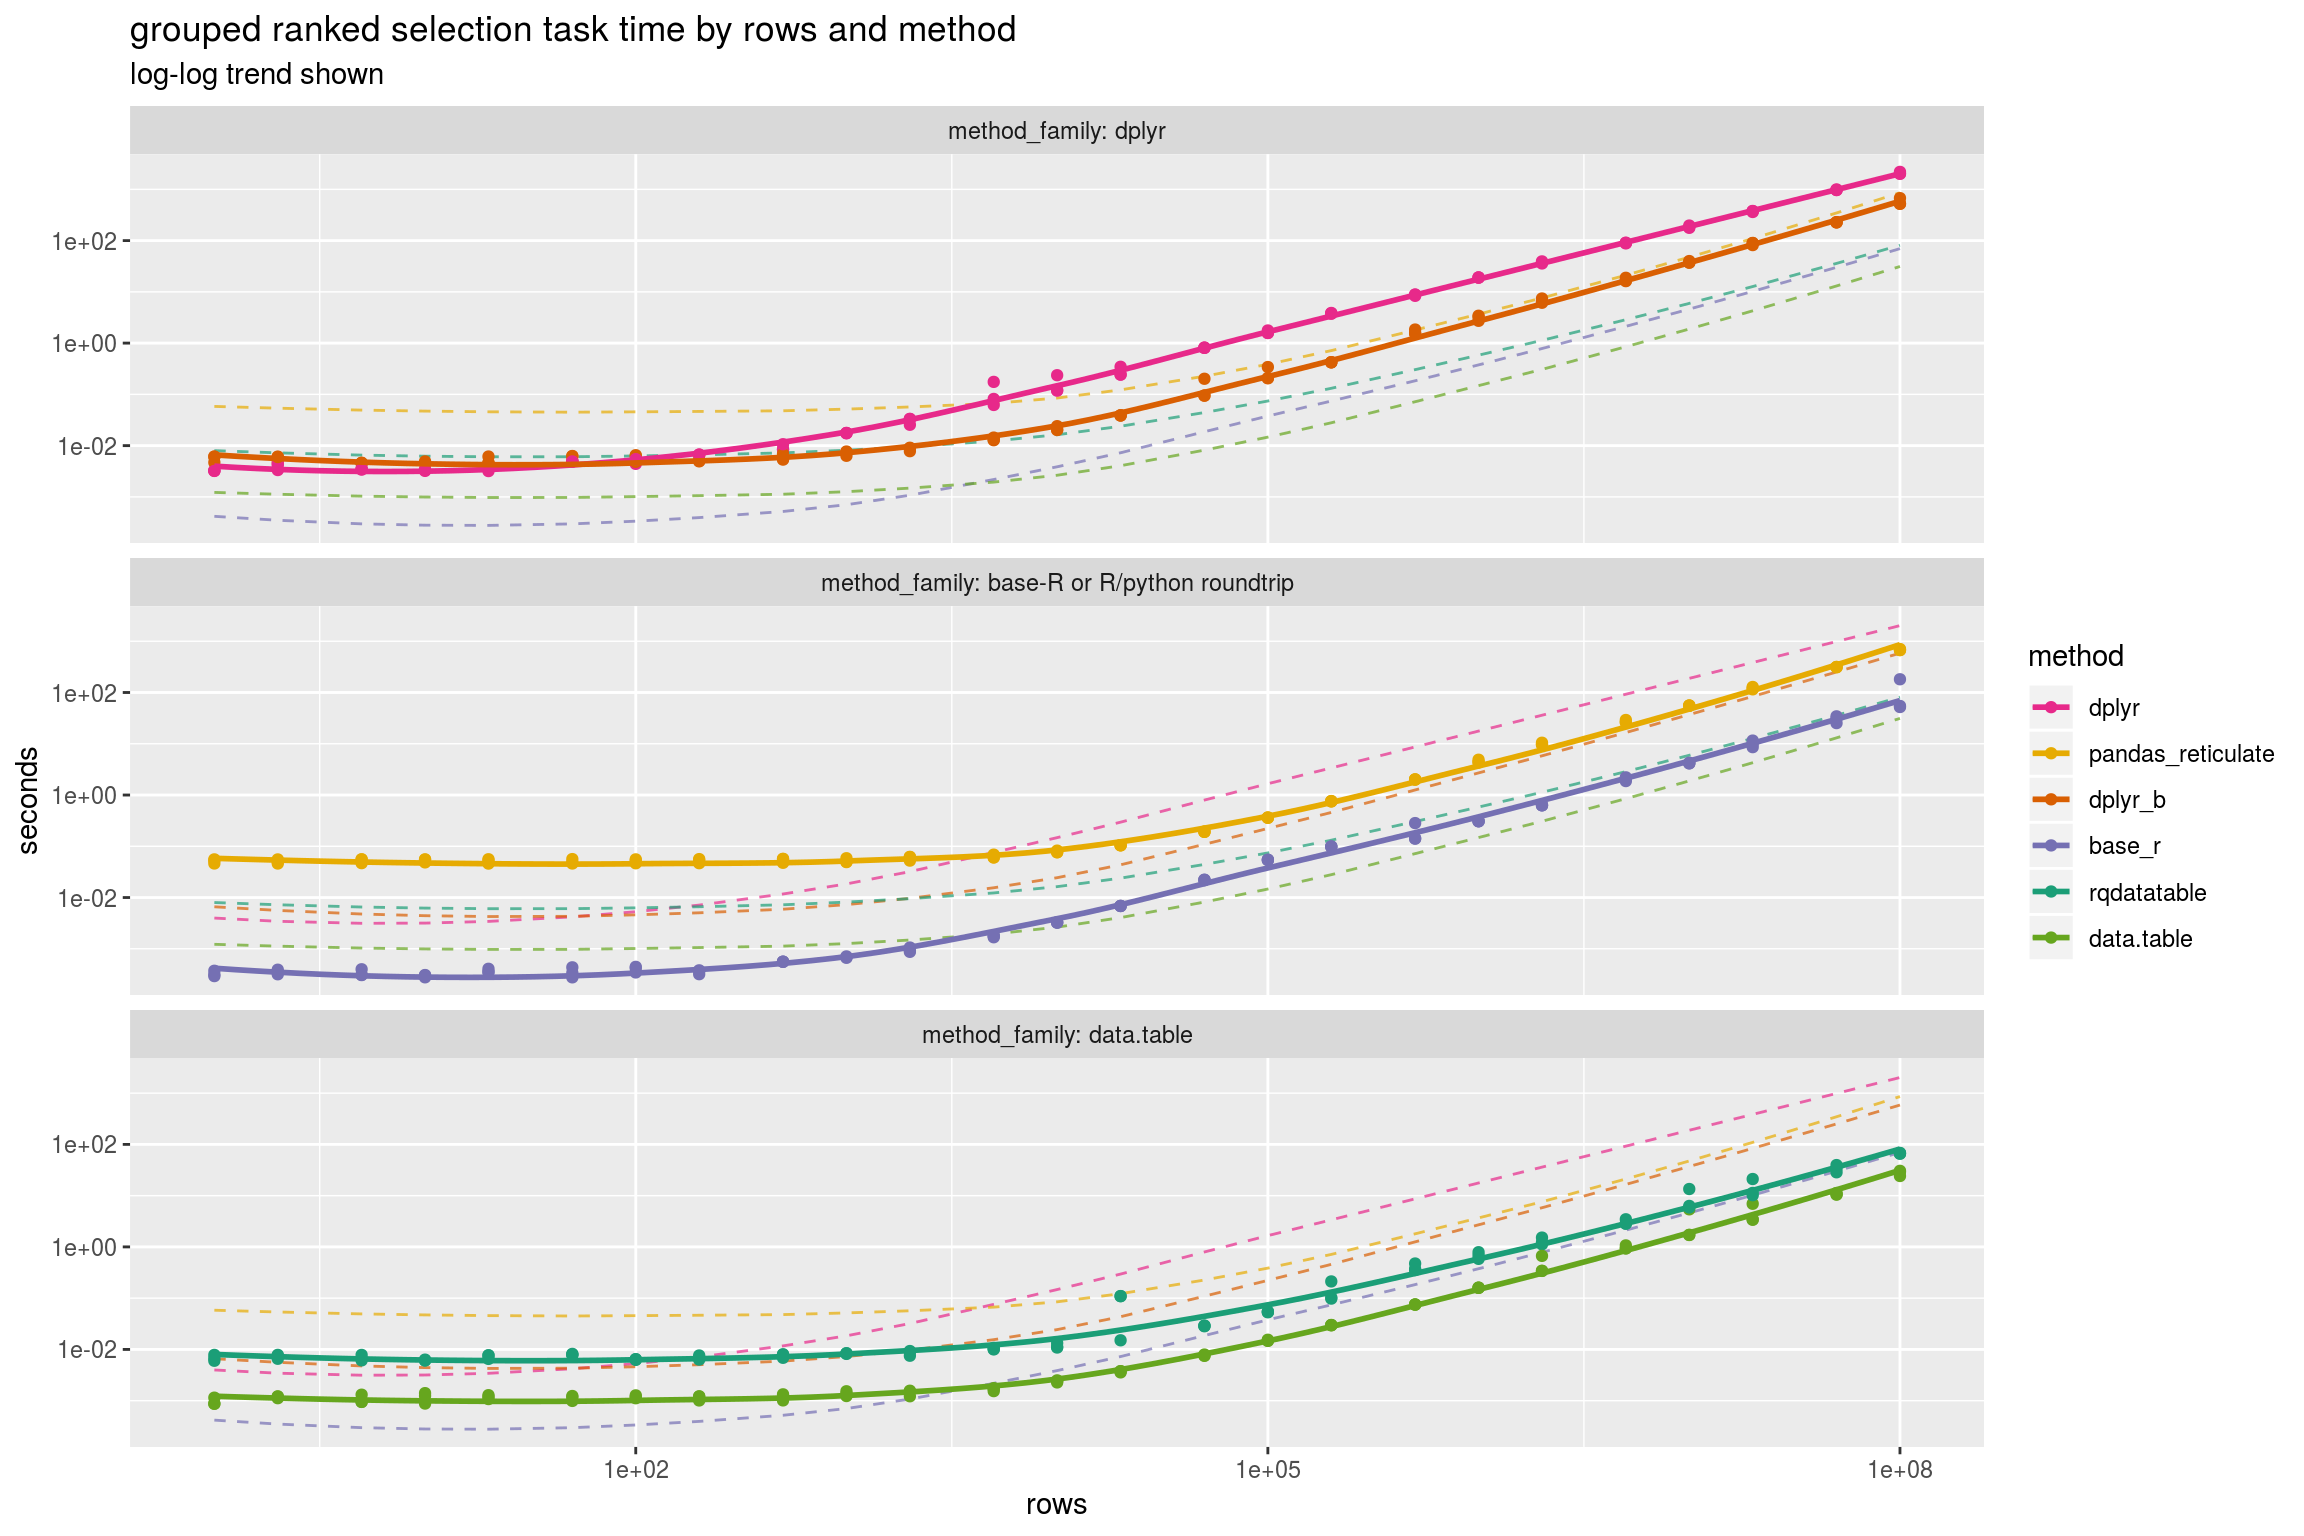 grouped ranked selection task time by rows and method
log-log trend shown
method_family: dplyr
1e+02
1e+00
1e-02
method_family: base-R or R/python roundtrip
1e+02
1e+00
1e-02
method_family: data.table
1e+02
1e+00
1e-02
1e+02
1e+05
1e+08
rows
seconds
method
dplyr
pandas_reticulate
dplyr_b
base_r
rqdatatable
data.table